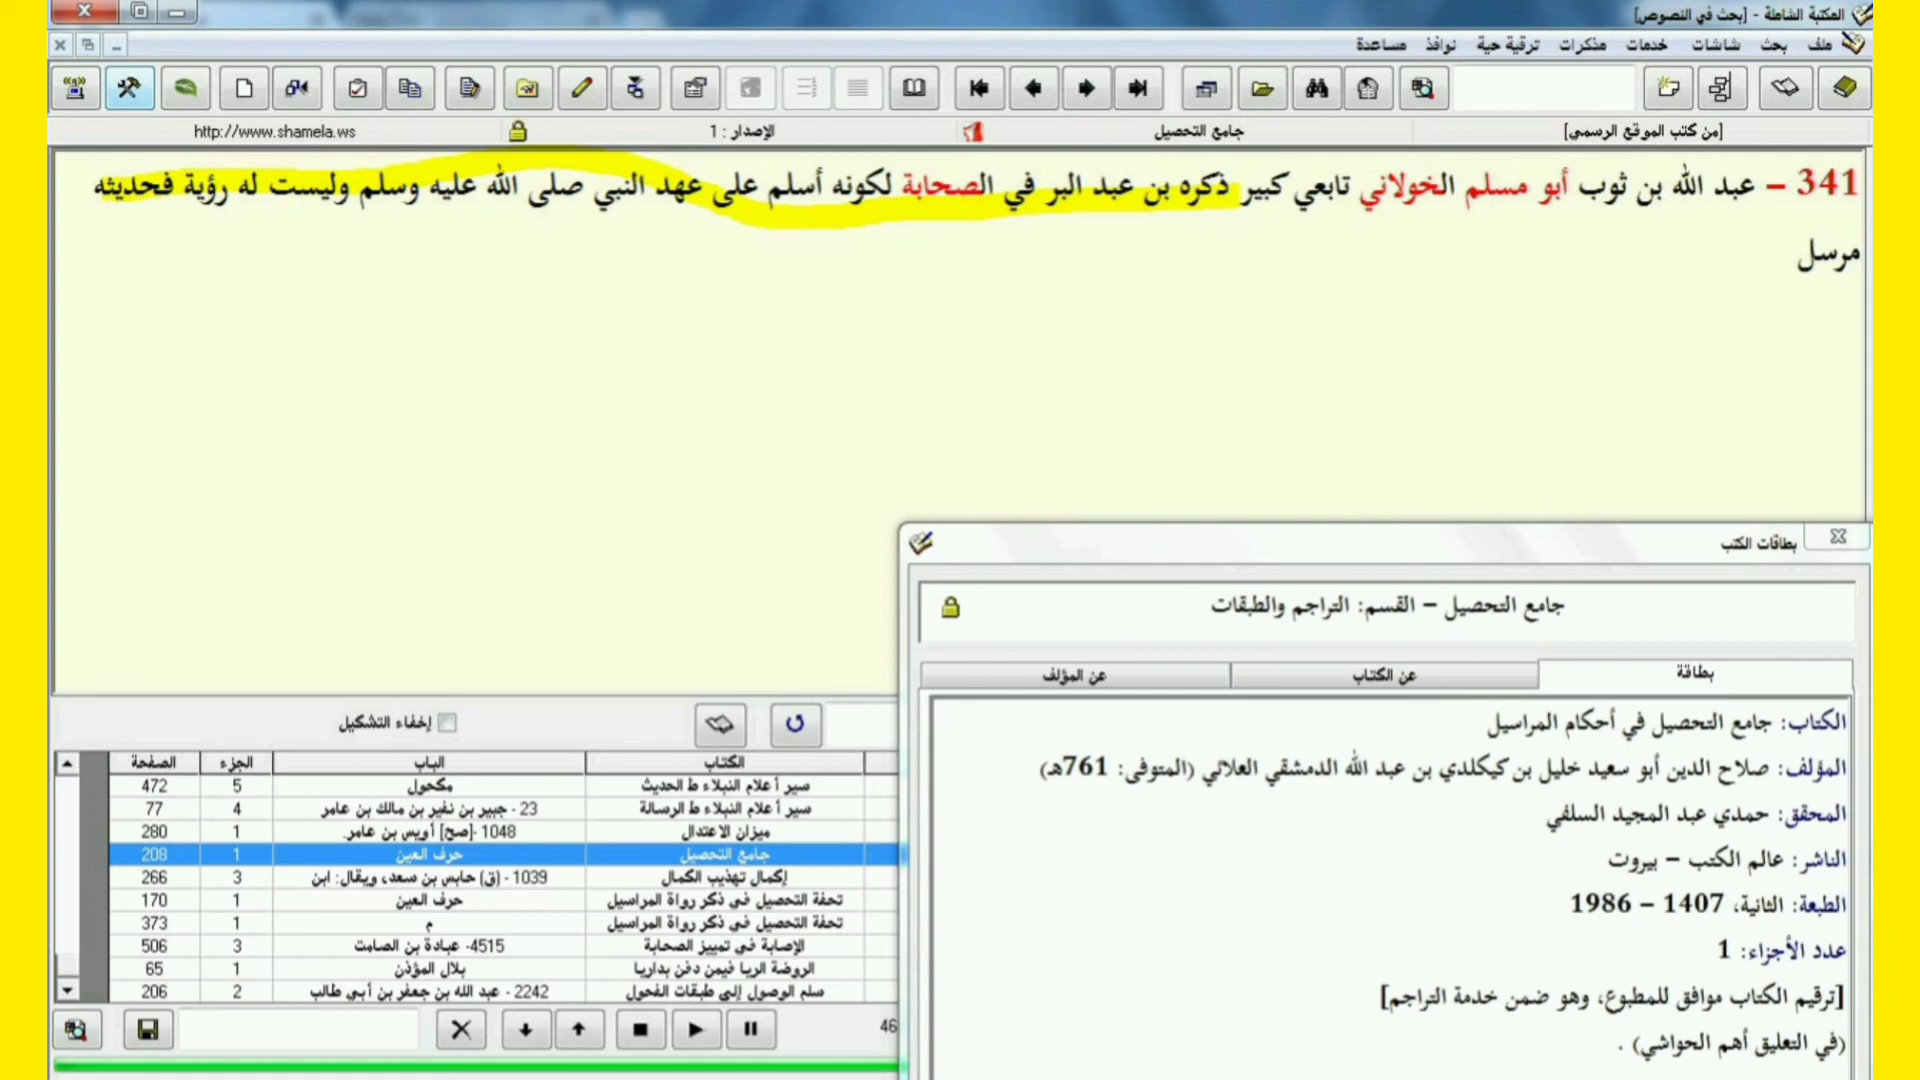 المكتبة الشاملة - [بحث في النصوص]
ملف بحث شاشات خدمات مذكرات ترقية حية نوافذ مساعدة
[من كتب الموقع الرسمي] جامع التحصيل الإصدار : 1 http://www.shamela.ws
341 – عبد الله بن ثوب أبو مسلم الخولاني تابعي كبير ذكره بن عبد البر في الصحابة لكونه أسلم على عهد النبي صلى الله عليه وسلم وليست له رؤية فحديثه
مرسل
بطاقات الكتب
جامع التحصيل – القسم: التراجم والطبقات
بطاقة عن الكتاب عن المؤلف
الكتاب: جامع التحصيل في أحكام المراسيل
المؤلف: صلاح الدين أبو سعيد خليل بن كيكلدي بن عبد الله الدمشقي العلائي (المتوفى: 761هـ)
المحقق: حمدي عبد المجيد السلفي
الناشر: عالم الكتب – بيروت
الطبعة: الثانية، 1407 – 1986
عدد الأجزاء: 1
[ترقيم الكتاب موافق للمطبوع، وهو ضمن خدمة التراجم]
(في التعليق أهم الحواشي) .
إخفاء التشكيل
الكتاب الباب الجزء الصفحة
سير أعلام النبلاء ط الحديث مكحول 5 472
سير أعلام النبلاء ط الرسالة 23 - جبير بن نفير بن مالك بن عامر 4 77
ميزان الاعتدال 1048 -[صح] أويس بن عامر. 1 280
جامع التحصيل حرف العين 1 208
إكمال تهذيب الكمال 1039 - (ق) حابس بن سعد، ويقال: ابن 3 266
تحفة التحصيل في ذكر رواة المراسيل حرف العين 1 170
تحفة التحصيل في ذكر رواة المراسيل م 1 373
الإصابة في تمييز الصحابة 4515- عبادة بن الصامت 3 506
الروضة الريا فيمن دفن بداريا بلال المؤذن 1 65
سلم الوصول إلى طبقات الفحول 2242 - عبد الله بن جعفر بن أبي طالب 2 206
46